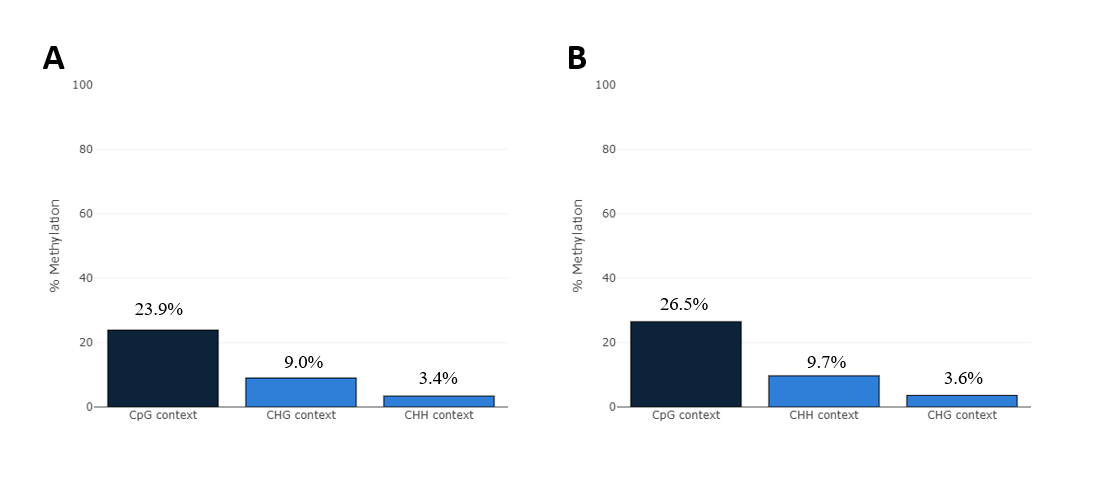 A
100
80
60
40
20
0
% Methylation
23.9%
9.0%
3.4%
CpG context
CHG context
CHH context
B
100
80
60
40
20
0
% Methylation
26.5%
9.7%
3.6%
CpG context
CHH context
CHG context